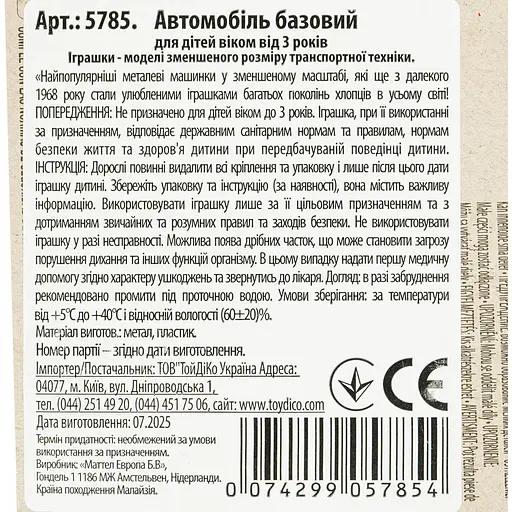 Арт.: 5785. Автомобіль базовий
для дітей віком від 3 років
Іграшки - моделі зменшеного розміру транспортної техніки.
«Найпопулярніші металеві машинки у зменшеному масштабі, які ще з далекого
1968 року стали улюбленими іграшками багатьох поколінь хлопців в усьому світі!
ПОПЕРЕДЖЕННЯ: Не призначено для дітей віком до 3 років. Іграшка, при її використанні
за призначенням, відповідає державним санітарним нормам та правилам, нормам
безпеки життя та здоров'я дитини при передбачуваній поведінці дитини.
ІНСТРУКЦІЯ: Дорослі повинні видалити всі кріплення та упаковку і лише після цього дати
іграшку дитині. Збережіть упаковку та інструкцію (за наявності), вона містить важливу
інформацію. Використовувати іграшку лише за її цільовим призначенням та з
дотриманням звичайних та розумних правил та заходів безпеки. Не використовувати
іграшку у разі несправності. Можлива поява дрібних часток, що може становити загрозу
порушення дихання та інших функцій організму. В цьому випадку надати першу медичну
допомогу згідно характеру ушкоджень та звернутись до лікаря. Догляд: в разі забруднення
рекомендовано промити під проточною водою. Умови зберігання: за температури
від +5°С до +40°С і відносній вологості (60±20)%.
Матеріал виготов.: метал, пластик.
Номер партії – згідно дати виготовлення.
Імпортер/Постачальник: ТОВ"ТойДіКо Україна Адреса:
04077, м. Київ, вул. Дніпроводська 1,
тел. (044) 251 49 20, (044) 451 75 06, сайт: www.toydico.com
Дата виготовлення: 07.2025
Термін придатності: необмежений за умови
використання за призначенням.
Виробник: «Маттел Европа Б.В»,
Гондель 1 1186 МЖ Амстельвен, Нідерланди.
Країна походження Малайзія.
CE
0 074299 057854